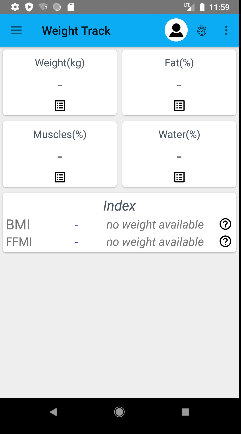 11:59
Weight Track
Weight(kg) Fat(%)
- -
Muscles(%) Water(%)
- -
Index
BMI - no weight available
FFMI - no weight available